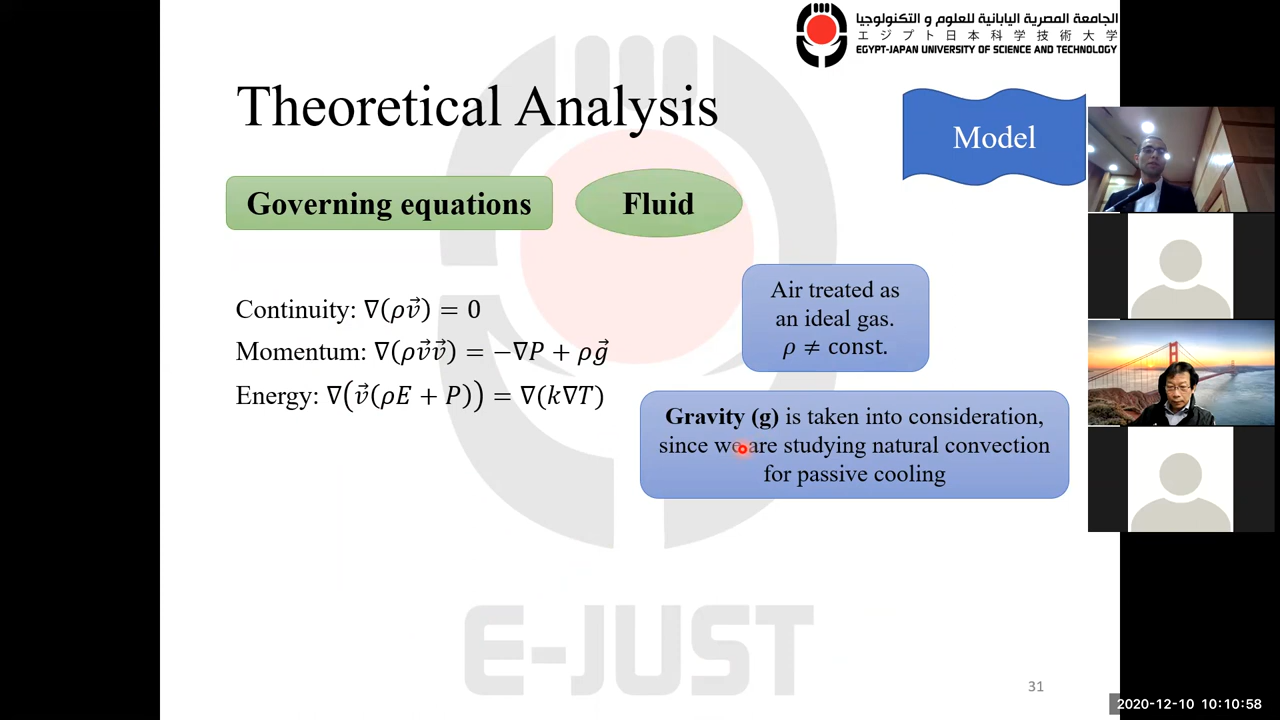 الجامعة المصرية اليابانية للعلوم و التكنولوجيا
エジプト日本科学技術大学
EGYPT-JAPAN UNIVERSITY OF SCIENCE AND TECHNOLOGY
Theoretical Analysis
Model
Governing equations
Fluid
Continuity: ∇(ρv⃗) = 0
Momentum: ∇(ρv⃗v⃗) = −∇P + ρg⃗
Energy: ∇(v⃗(ρE + P)) = ∇(k∇T)
Air treated as
an ideal gas.
ρ ≠ const.
Gravity (g) is taken into consideration,
since we are studying natural convection
for passive cooling
E-JUST
31
2020-12-10 10:10:58